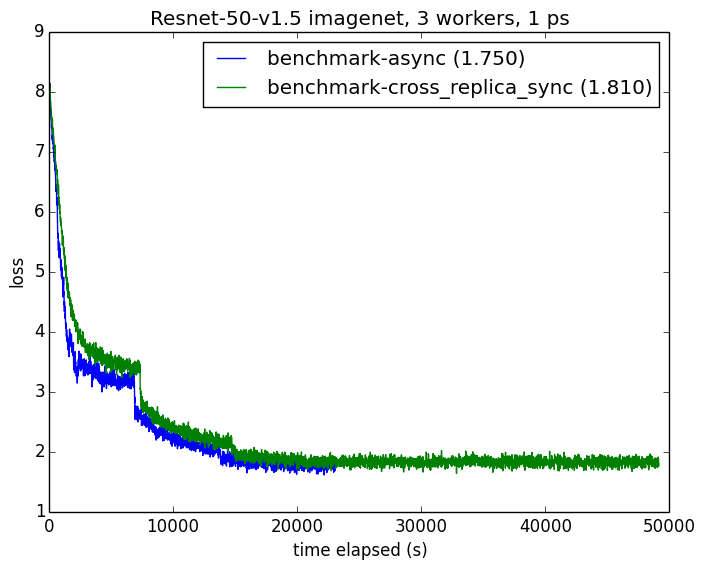 Resnet-50-v1.5 imagenet, 3 workers, 1 ps
benchmark-async (1.750)
benchmark-cross_replica_sync (1.810)
loss
9
8
7
6
5
4
3
2
1
0 10000 20000 30000 40000 50000
time elapsed (s)